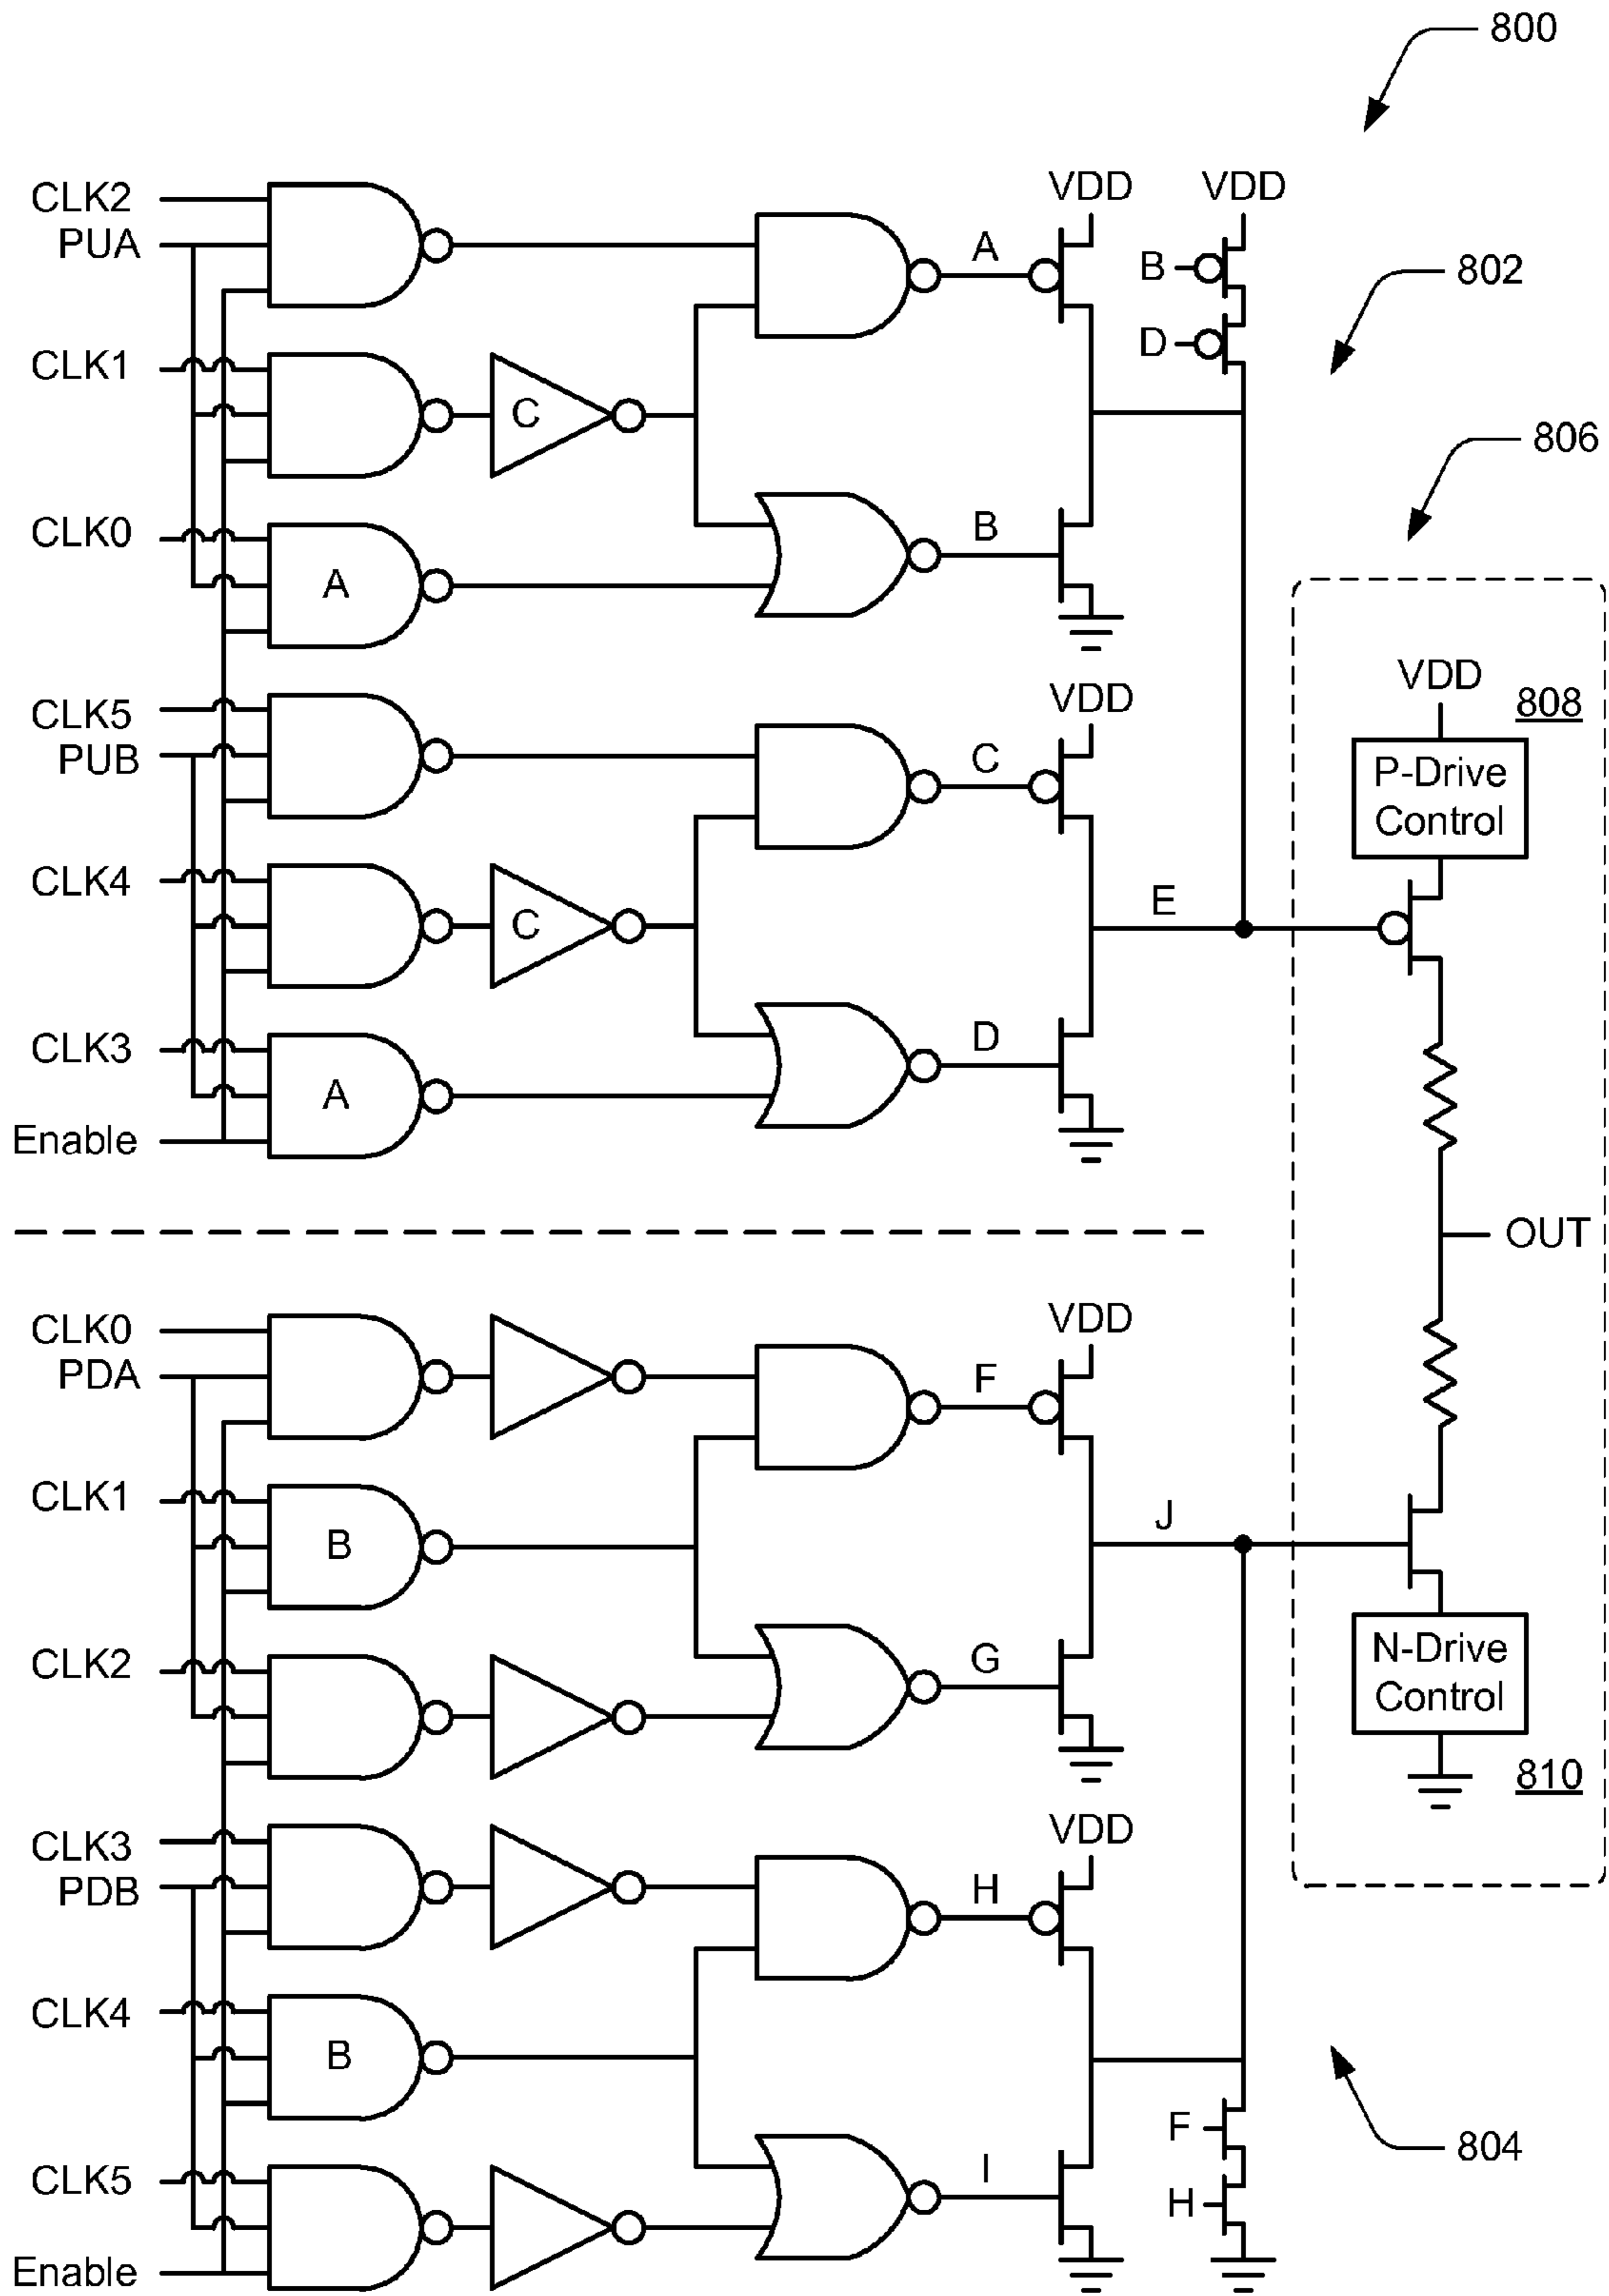 800
VDD VDD
CLK2
PUA
A
B
802
D
CLK1
C
806
CLK0
B
A
VDD
808
CLK5
PUB
VDD
C
P-Drive
Control
CLK4
C
E
CLK3
D
A
Enable
OUT
CLK0
PDA
VDD
F
CLK1
B
J
CLK2
G
N-Drive
Control
810
CLK3
PDB
VDD
H
CLK4
B
F
804
CLK5
I
H
Enable